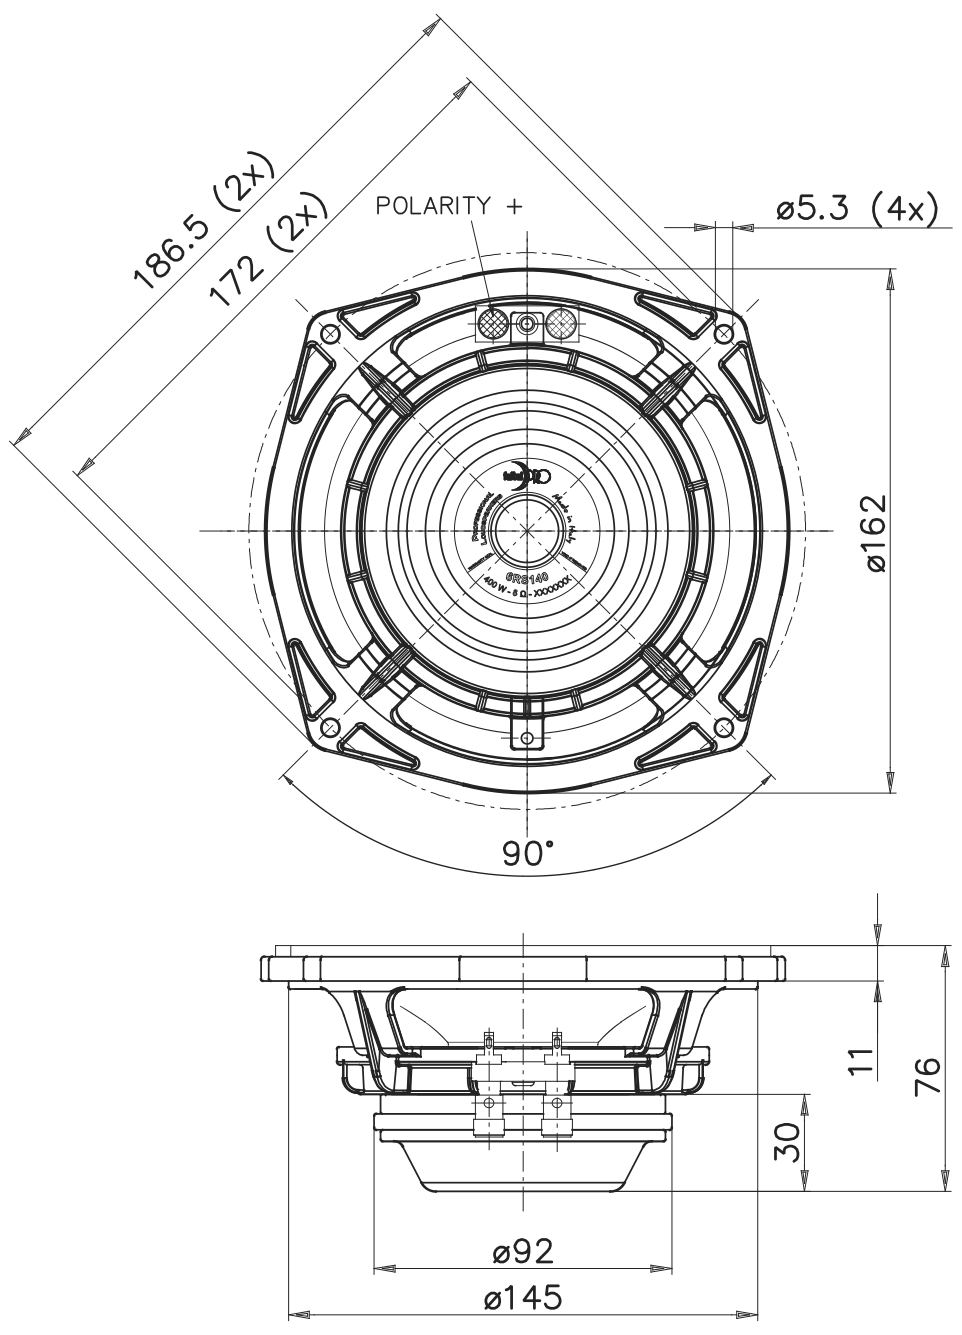 186.5 (2x)
172 (2x)
POLARITY +
ø5.3 (4x)
PROFESSIONAL
LOUDSPEAKERS
Made in Italy
6RS140
400 W - 6 Ω - XXXXXXX
ø162
90°
11
76
30
ø92
ø145